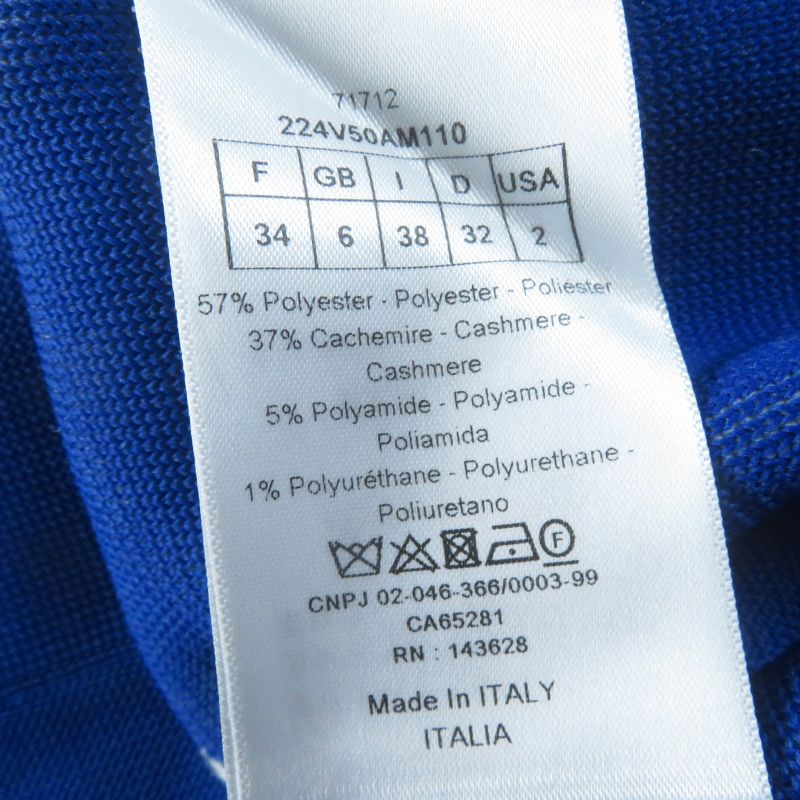 71712
224V50AM110
F GB I D USA
34 6 38 32 2
57% Polyester - Polyester - Poliéster
37% Cachemire - Cashmere -
Cashmere
5% Polyamide - Polyamide -
Poliamida
1% Polyuréthane - Polyurethane -
Poliuretano
F
CNPJ 02-046-366/0003-99
CA65281
RN : 143628
Made In ITALY
ITALIA